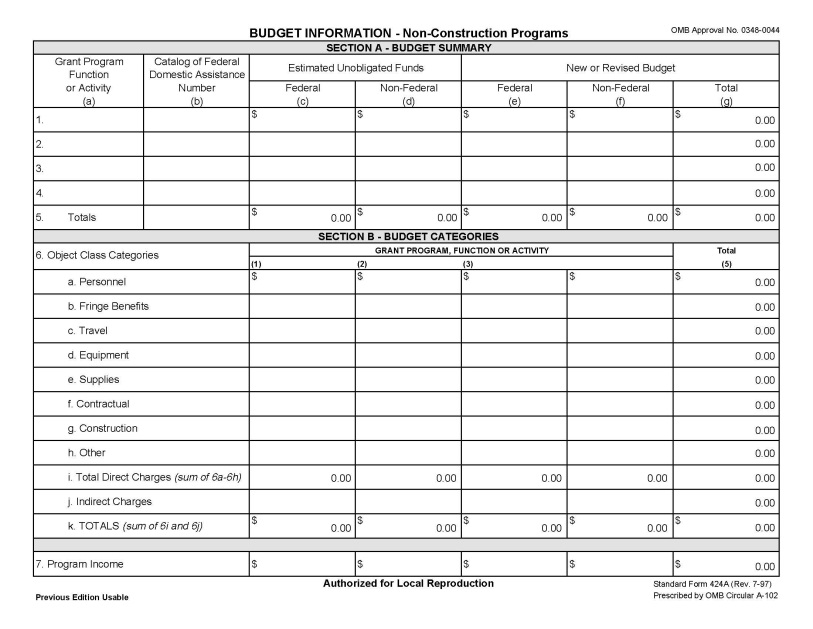 BUDGET INFORMATION - Non-Construction Programs
OMB Approval No. 0348-0044
SECTION A - BUDGET SUMMARY
Grant Program
Function
or Activity
(a)
Catalog of Federal
Domestic Assistance
Number
(b)
Estimated Unobligated Funds
New or Revised Budget
Federal
(c)
Non-Federal
(d)
Federal
(e)
Non-Federal
(f)
Total
(g)
1. $ $ $ $ $ 0.00
2. 0.00
3. 0.00
4. 0.00
5. Totals $ 0.00 $ 0.00 $ 0.00 $ 0.00 $ 0.00
SECTION B - BUDGET CATEGORIES
6. Object Class Categories
GRANT PROGRAM, FUNCTION OR ACTIVITY
Total
(1) (2) (3) (5)
a. Personnel $ $ $ $ $ 0.00
b. Fringe Benefits 0.00
c. Travel 0.00
d. Equipment 0.00
e. Supplies 0.00
f. Contractual 0.00
g. Construction 0.00
h. Other 0.00
i. Total Direct Charges (sum of 6a-6h) 0.00 0.00 0.00 0.00 0.00
j. Indirect Charges 0.00
k. TOTALS (sum of 6i and 6j) $ 0.00 $ 0.00 $ 0.00 $ 0.00 $ 0.00
7. Program Income $ $ $ $ $ 0.00
Authorized for Local Reproduction
Standard Form 424A (Rev. 7-97)
Previous Edition Usable
Prescribed by OMB Circular A-102